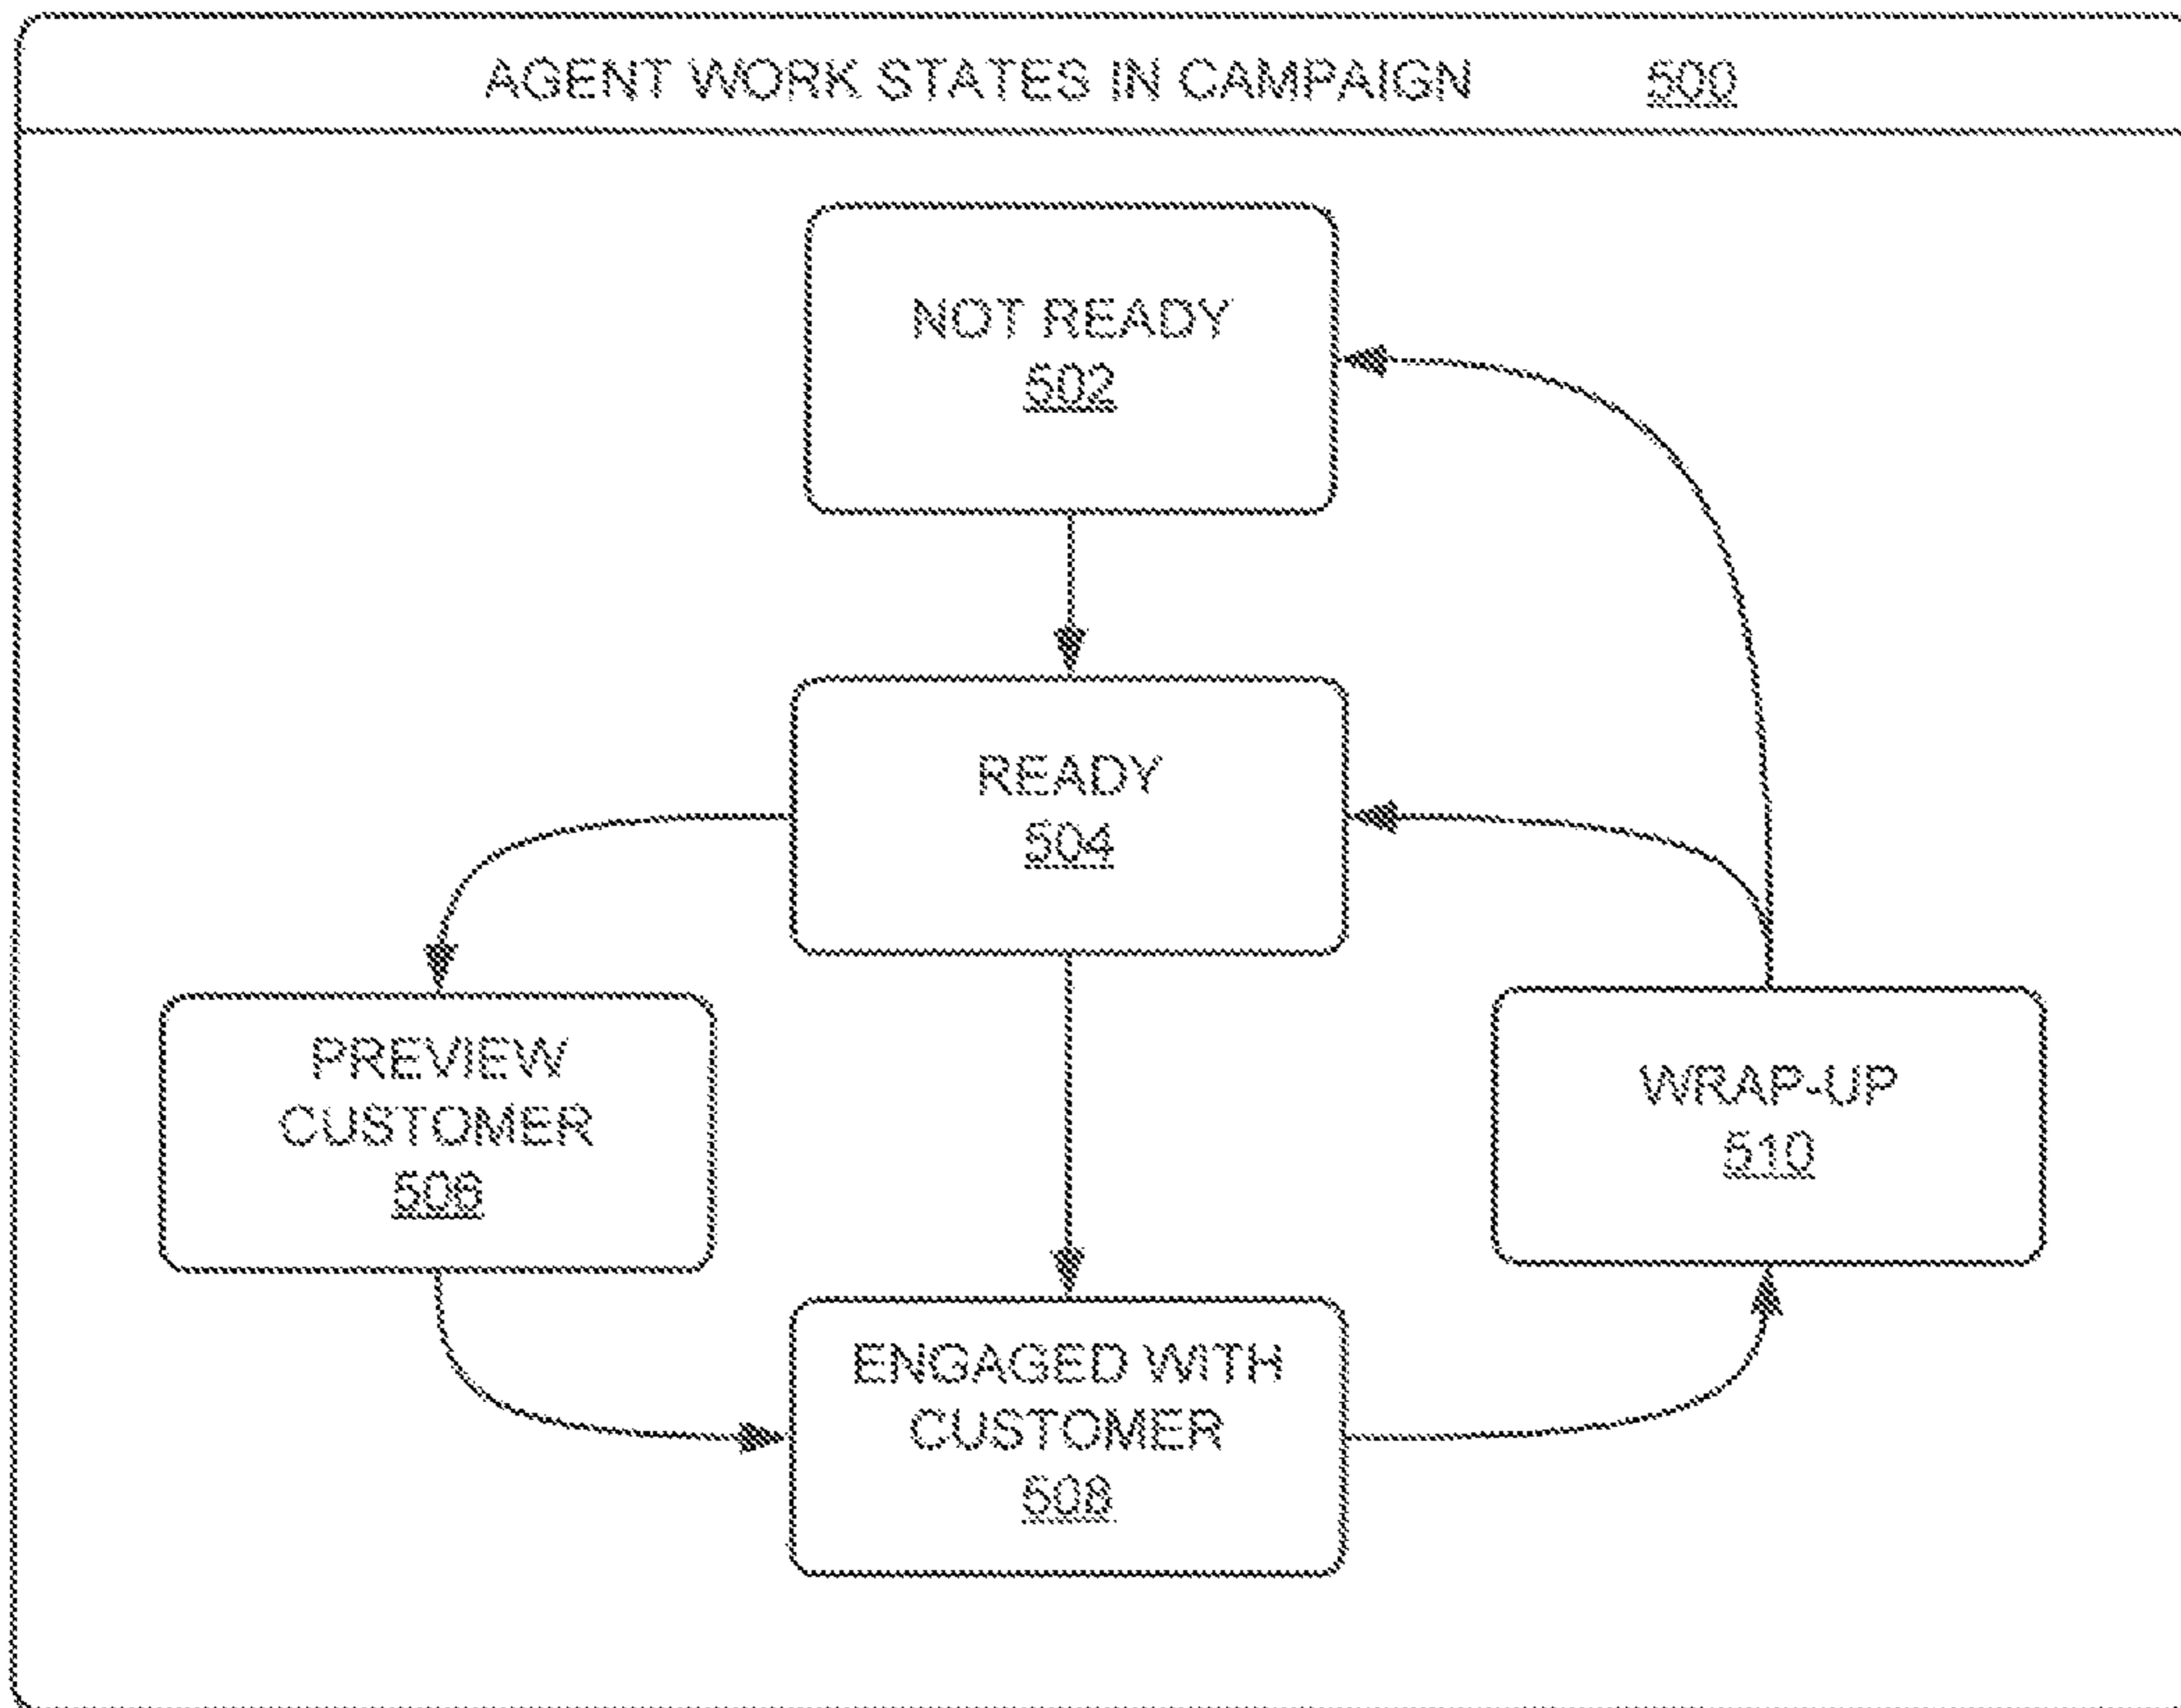 AGENT WORK STATES IN CAMPAIGN 500
NOT READY
502
READY
504
PREVIEW
CUSTOMER
506
WRAP-UP
510
ENGAGED WITH
CUSTOMER
508